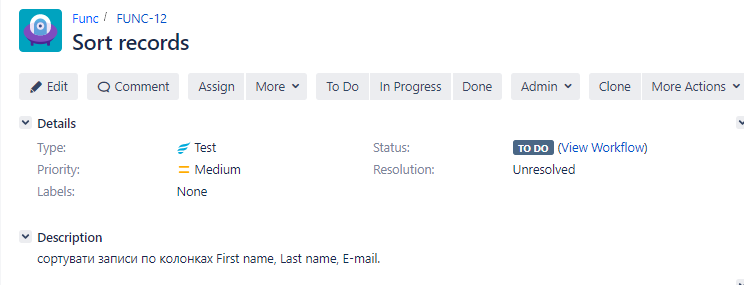 Func / FUNC-12
Sort records
Edit Comment Assign More To Do In Progress Done Admin Clone More Actions
Details
Type: Test Status: TO DO (View Workflow)
Priority: Medium Resolution: Unresolved
Labels: None
Description
сортувати записи по колонках First name, Last name, E-mail.